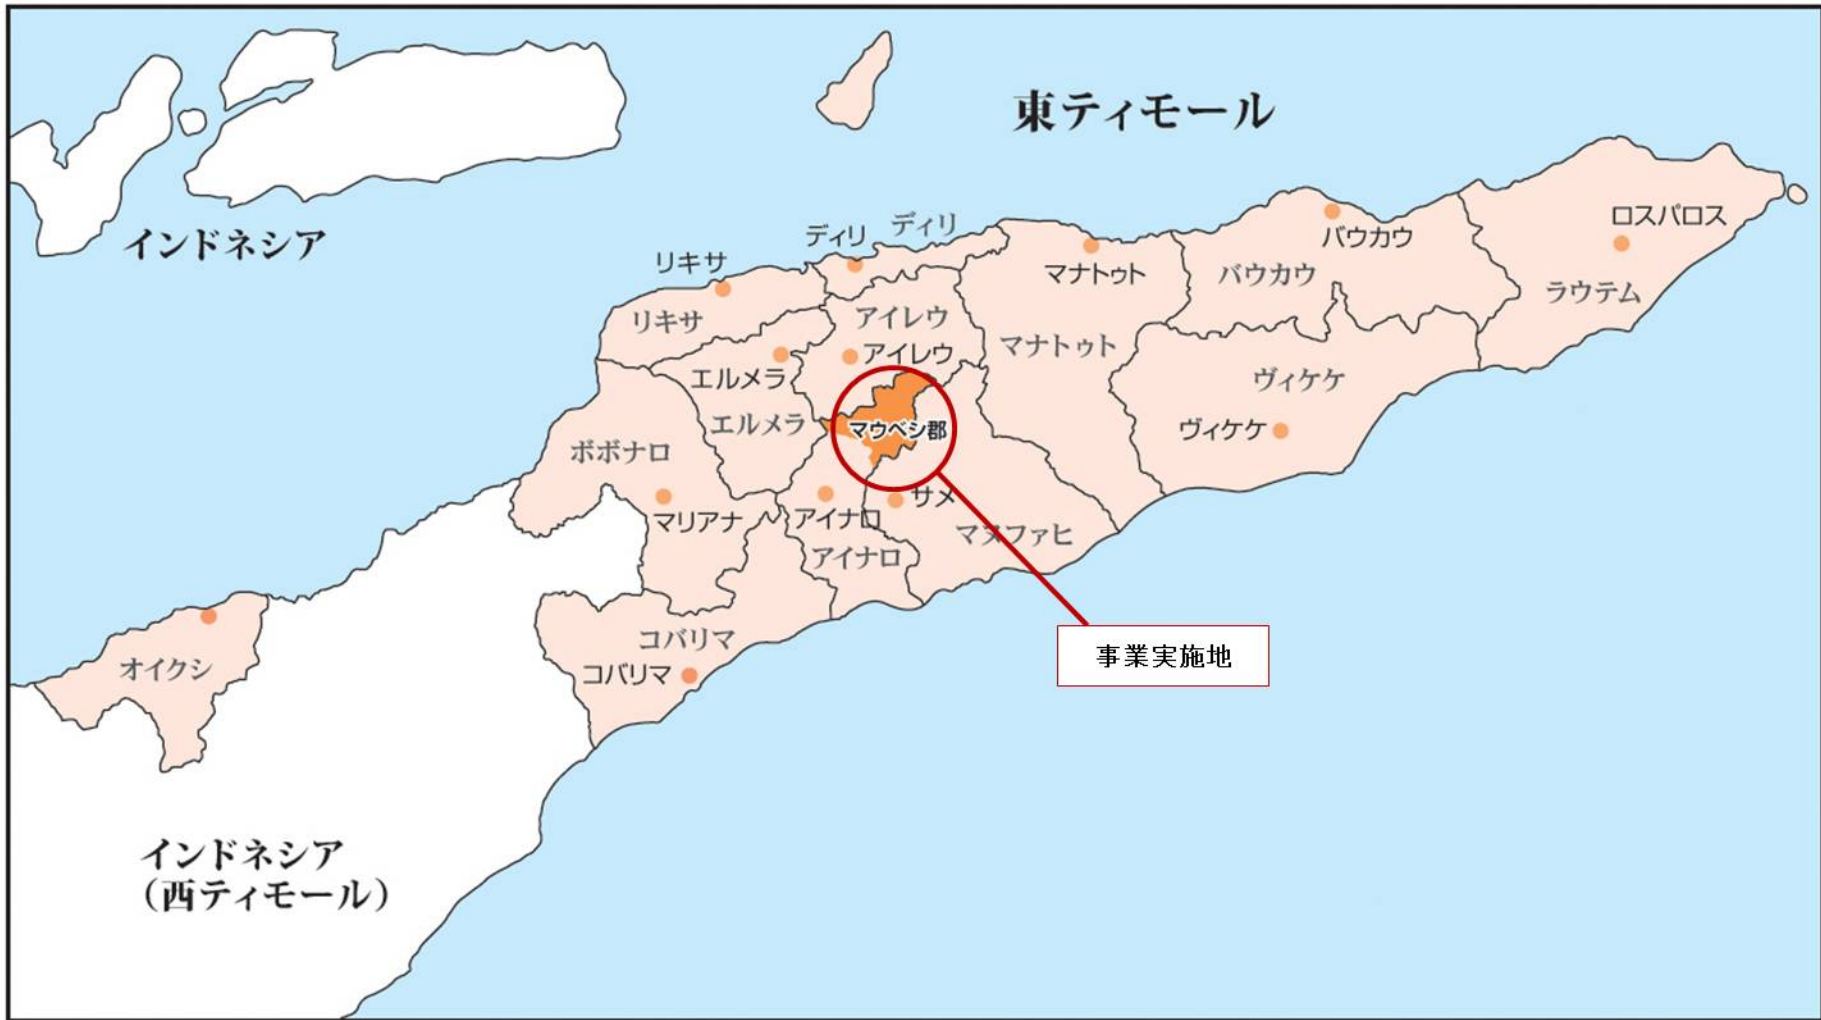 東ティモール
インドネシア
ロスパロス
ディリ
ディリ
バウカウ
リキサ
マナトゥト
バウカウ
ラウテム
リキサ
アイレウ
マナトゥト
アイレウ
エルメラ
ヴィケケ
エルメラ
マウベシ郡
ヴィケケ
ボボナロ
サメ
マリアナ
アイナロ
マヌファヒ
アイナロ
コバリマ
事業実施地
オイクシ
コバリマ
インドネシア
（西ティモール）